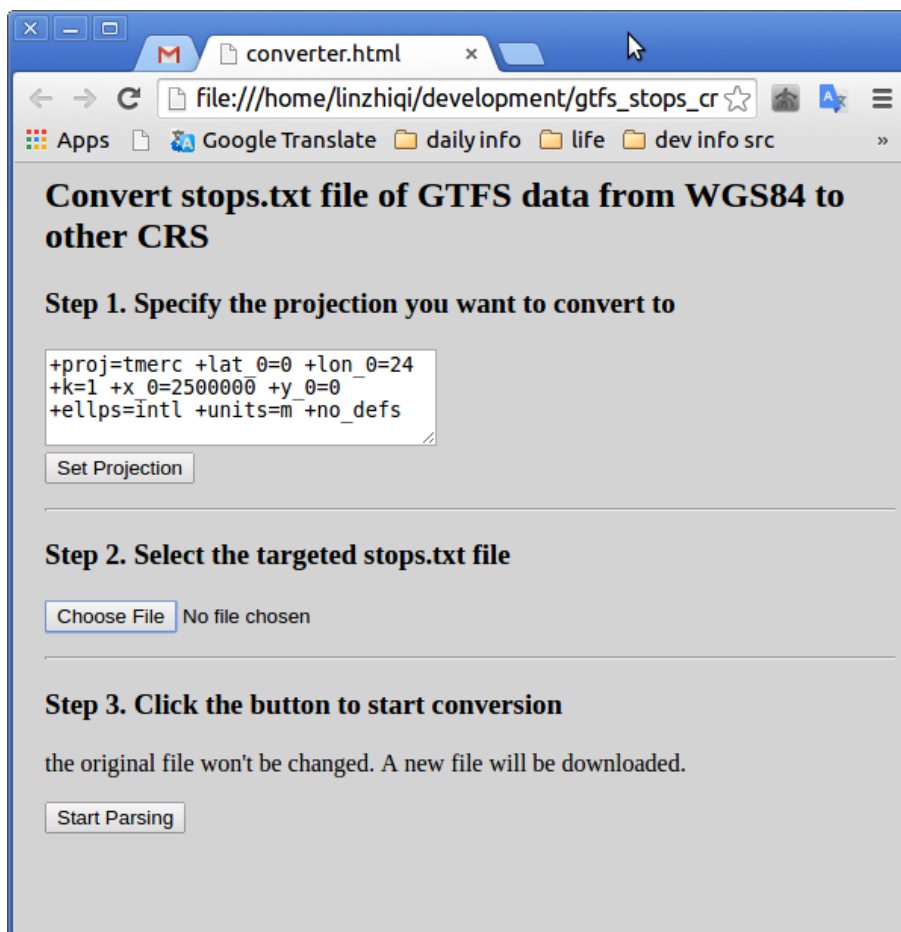 converter.html
file:///home/linzhiqi/development/gtfs_stops_cr
Apps Google Translate daily info life dev info src »
Convert stops.txt file of GTFS data from WGS84 to
other CRS
Step 1. Specify the projection you want to convert to
+proj=tmerc +lat_0=0 +lon_0=24
+k=1 +x_0=2500000 +y_0=0
+ellps=intl +units=m +no_defs
Set Projection
Step 2. Select the targeted stops.txt file
Choose File No file chosen
Step 3. Click the button to start conversion
the original file won't be changed. A new file will be downloaded.
Start Parsing